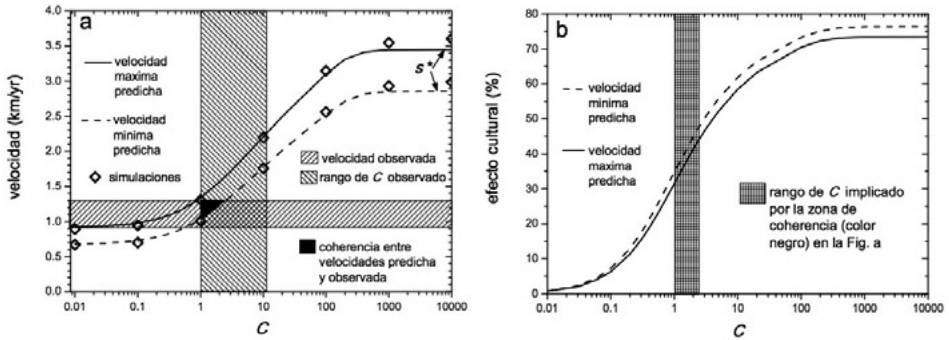 a
4.0
3.5
3.0
2.5
2.0
1.5
1.0
0.5
0.0
velocidad (km/yr)
velocidad
maxima
predicha
velocidad
minima
predicha
simulaciones
s*
velocidad observada
rango de C observado
coherencia entre
velocidades predicha
y observada
0.01 0.1 1 10 100 1000 10000
C
b
80
70
60
50
40
30
20
10
0
efecto cultural (%)
velocidad
minima
predicha
velocidad
maxima
predicha
rango de C implicado
por la zona de
coherencia (color
negro) en la Fig. a
0.01 0.1 1 10 100 1000 10000
C